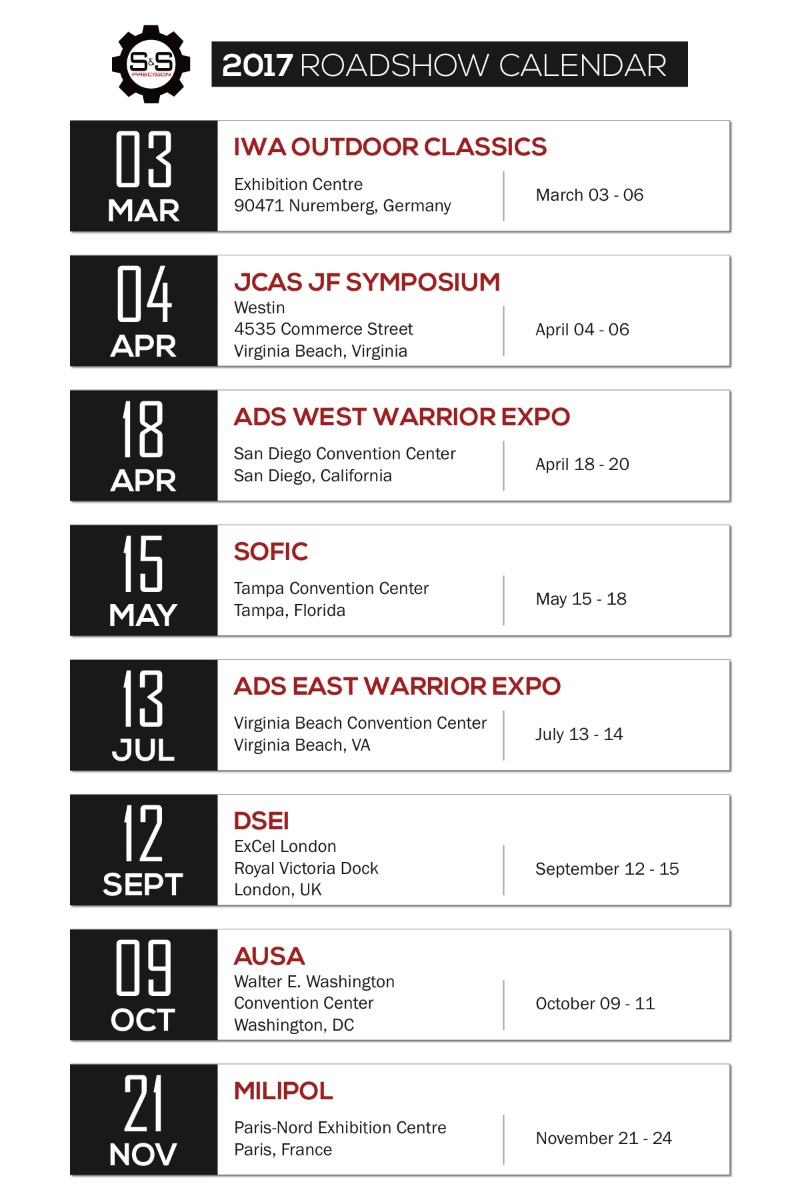 S&S
PRECISION
2017 ROADSHOW CALENDAR
03
MAR
IWA OUTDOOR CLASSICS
Exhibition Centre
90471 Nuremberg, Germany
March 03 - 06
04
APR
JCAS JF SYMPOSIUM
Westin
4535 Commerce Street
Virginia Beach, Virginia
April 04 - 06
18
APR
ADS WEST WARRIOR EXPO
San Diego Convention Center
San Diego, California
April 18 - 20
15
MAY
SOFIC
Tampa Convention Center
Tampa, Florida
May 15 - 18
13
JUL
ADS EAST WARRIOR EXPO
Virginia Beach Convention Center
Virginia Beach, VA
July 13 - 14
12
SEPT
DSEI
ExCel London
Royal Victoria Dock
London, UK
September 12 - 15
09
OCT
AUSA
Walter E. Washington
Convention Center
Washington, DC
October 09 - 11
21
NOV
MILIPOL
Paris-Nord Exhibition Centre
Paris, France
November 21 - 24